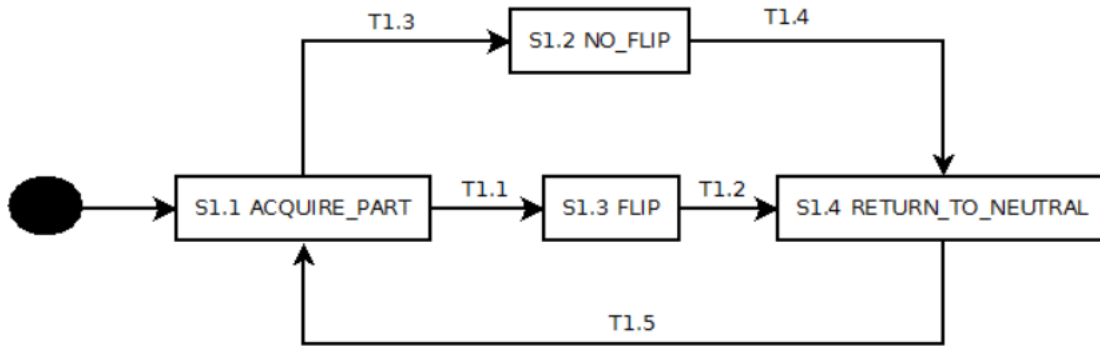 T1.3
S1.2 NO_FLIP
T1.4
S1.1 ACQUIRE_PART
T1.1
S1.3 FLIP
T1.2
S1.4 RETURN_TO_NEUTRAL
T1.5